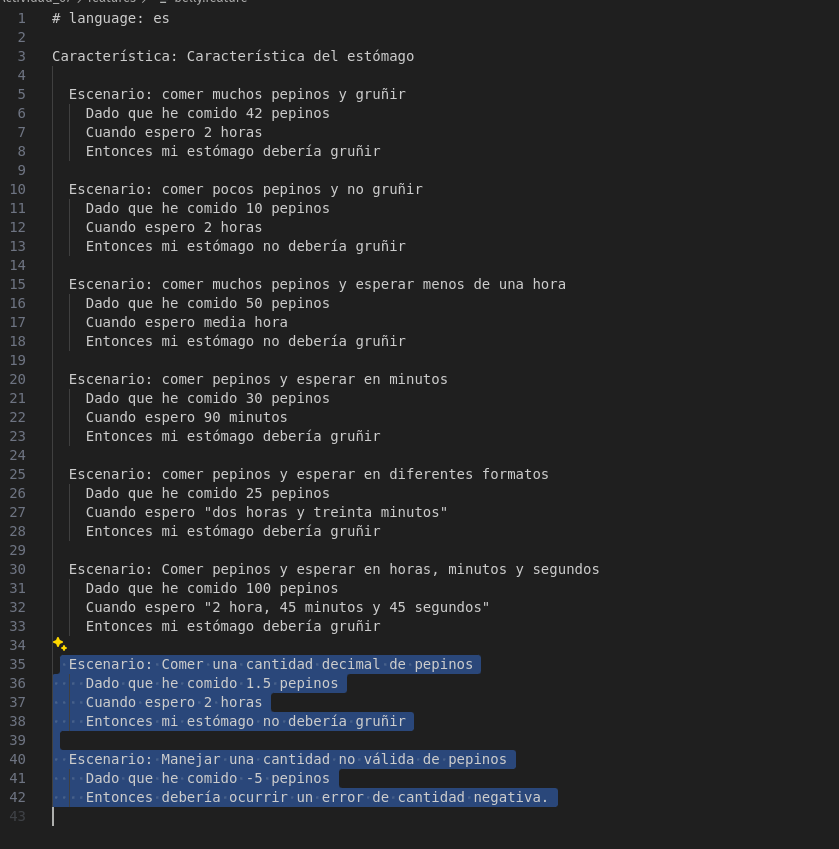 1 # language: es
2
3 Característica: Característica del estómago
4
5 Escenario: comer muchos pepinos y gruñir
6 Dado que he comido 42 pepinos
7 Cuando espero 2 horas
8 Entonces mi estómago debería gruñir
9
10 Escenario: comer pocos pepinos y no gruñir
11 Dado que he comido 10 pepinos
12 Cuando espero 2 horas
13 Entonces mi estómago no debería gruñir
14
15 Escenario: comer muchos pepinos y esperar menos de una hora
16 Dado que he comido 50 pepinos
17 Cuando espero media hora
18 Entonces mi estómago no debería gruñir
19
20 Escenario: comer pepinos y esperar en minutos
21 Dado que he comido 30 pepinos
22 Cuando espero 90 minutos
23 Entonces mi estómago debería gruñir
24
25 Escenario: comer pepinos y esperar en diferentes formatos
26 Dado que he comido 25 pepinos
27 Cuando espero "dos horas y treinta minutos"
28 Entonces mi estómago debería gruñir
29
30 Escenario: Comer pepinos y esperar en horas, minutos y segundos
31 Dado que he comido 100 pepinos
32 Cuando espero "2 hora, 45 minutos y 45 segundos"
33 Entonces mi estómago debería gruñir
34
35 Escenario: Comer una cantidad decimal de pepinos
36 Dado que he comido 1.5 pepinos
37 Cuando espero 2 horas
38 Entonces mi estómago no debería gruñir
39
40 Escenario: Manejar una cantidad no válida de pepinos
41 Dado que he comido -5 pepinos
42 Entonces debería ocurrir un error de cantidad negativa.
43